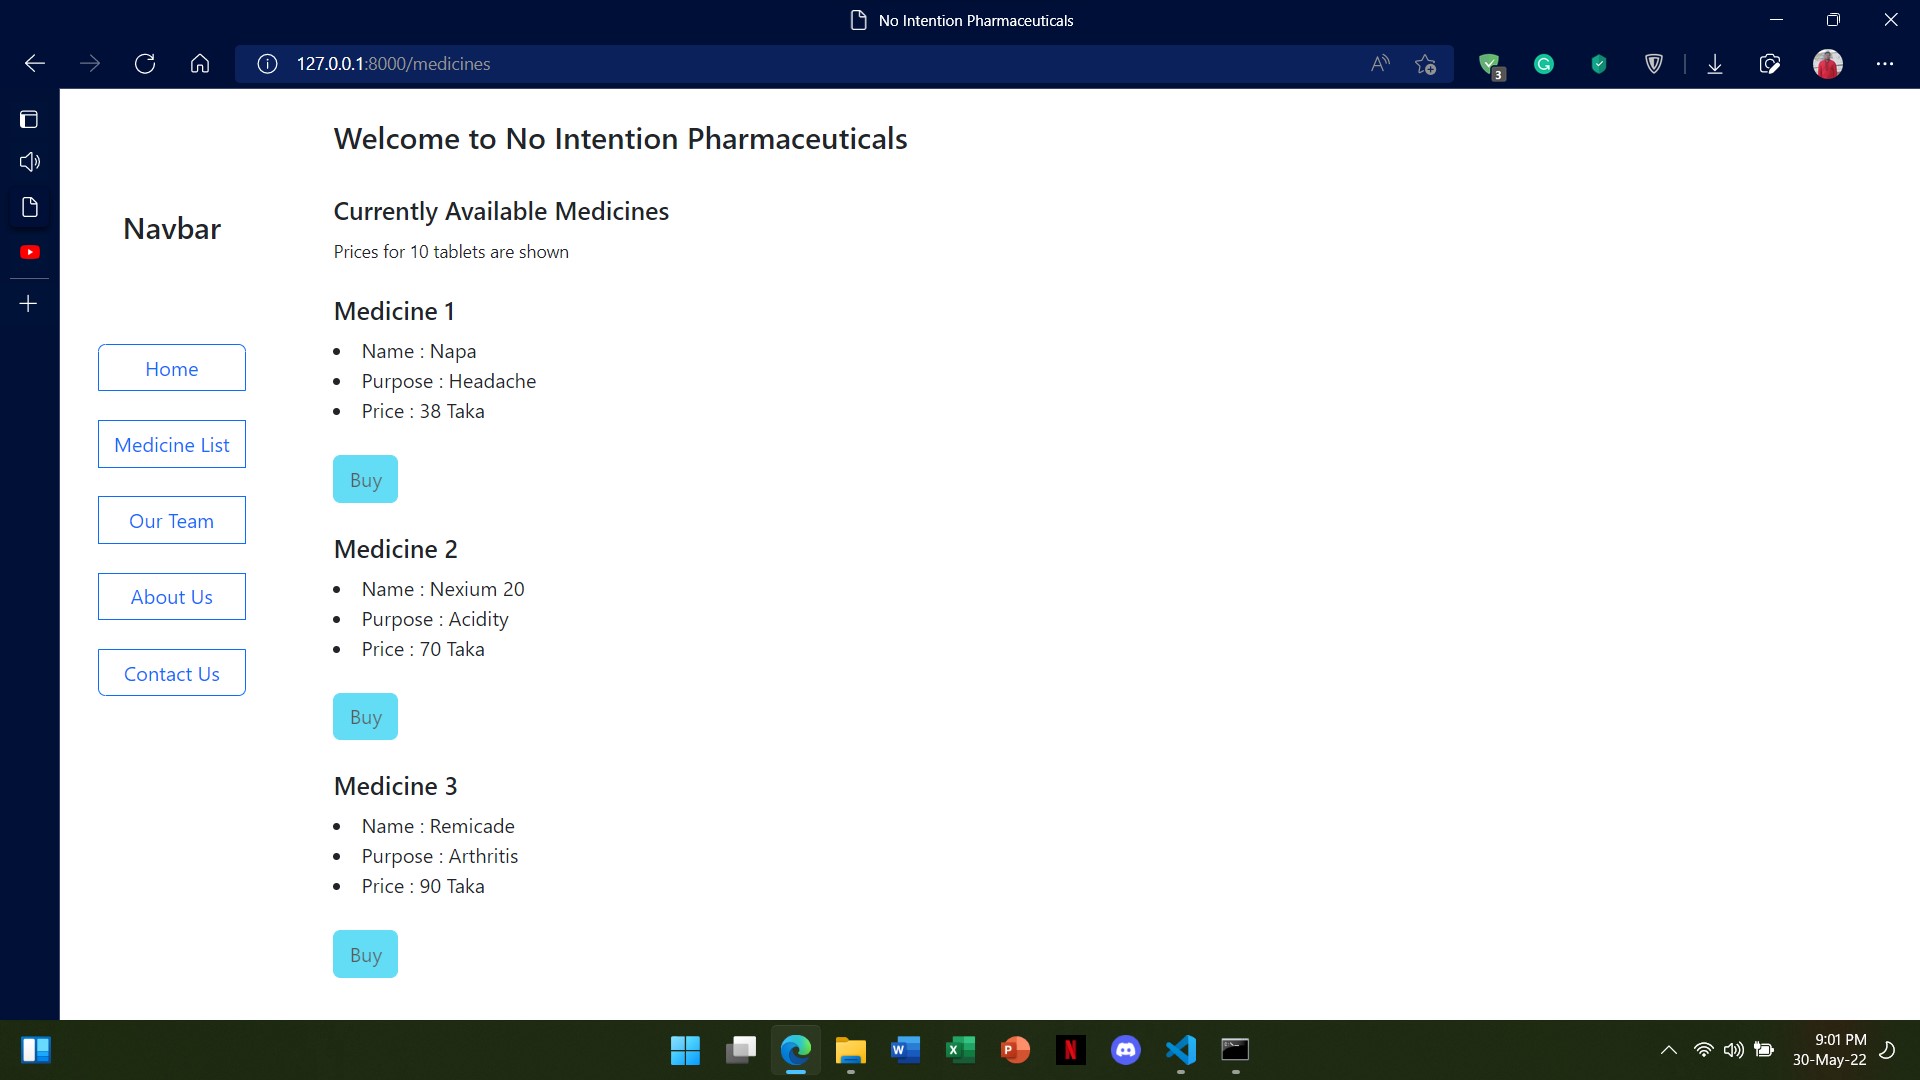 No Intention Pharmaceuticals
127.0.0.1:8000/medicines
3
Welcome to No Intention Pharmaceuticals
Navbar
Home
Medicine List
Our Team
About Us
Contact Us
Currently Available Medicines
Prices for 10 tablets are shown
Medicine 1
Name : Napa
Purpose : Headache
Price : 38 Taka
Buy
Medicine 2
Name : Nexium 20
Purpose : Acidity
Price : 70 Taka
Buy
Medicine 3
Name : Remicade
Purpose : Arthritis
Price : 90 Taka
Buy
9:01 PM
30-May-22